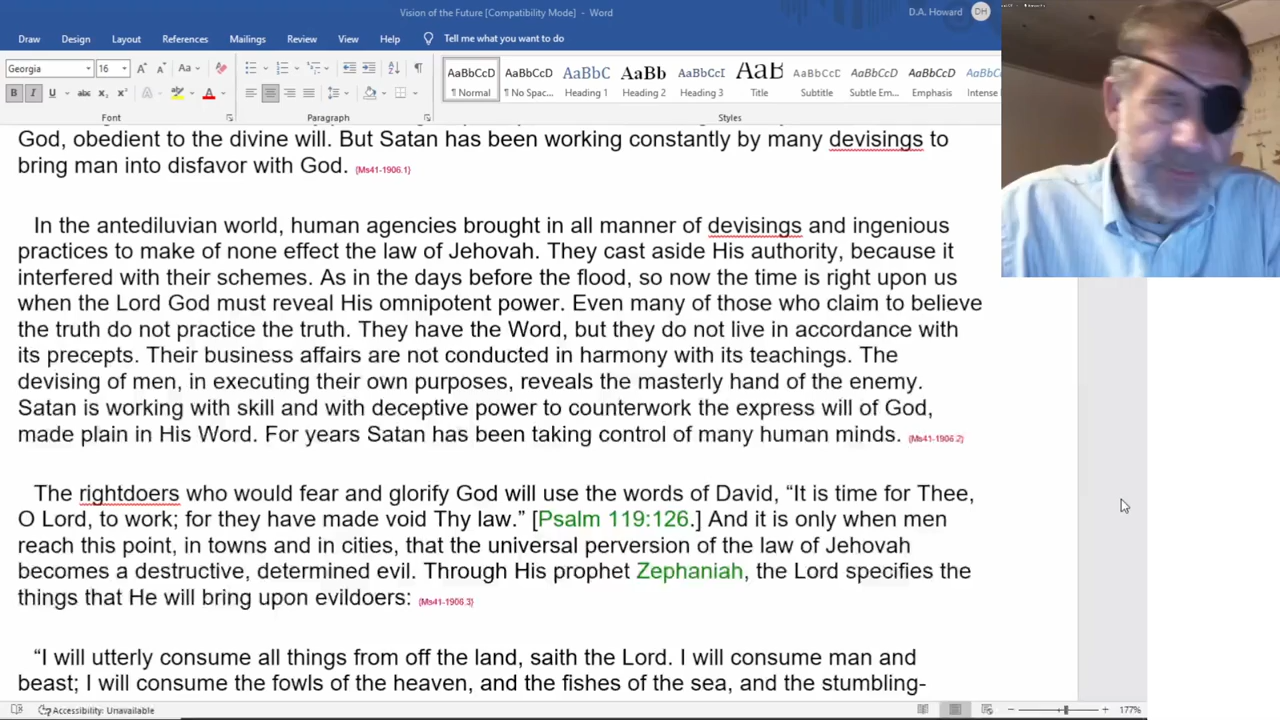 Vision of the Future [Compatibility Mode] - Word
D.A. Howard
DH
Draw Design Layout References Mailings Review View Help Tell me what you want to do
Georgia 16 Aa
AaBbCcD AaBbCcD AaBbC AaBb AaBbCcD AaB AaBbCcD AaBbCcD AaBbCcD
B I U abc x₂ x² A A
¶ Normal ¶ No Spac... Heading 1 Heading 2 Heading 3 Title Subtitle Subtle Em... Emphasis Intense
Font Paragraph Styles
God, obedient to the divine will. But Satan has been working constantly by many devisings to
bring man into disfavor with God. {Ms41-1906.1}
In the antediluvian world, human agencies brought in all manner of devisings and ingenious
practices to make of none effect the law of Jehovah. They cast aside His authority, because it
interfered with their schemes. As in the days before the flood, so now the time is right upon us
when the Lord God must reveal His omnipotent power. Even many of those who claim to believe
the truth do not practice the truth. They have the Word, but they do not live in accordance with
its precepts. Their business affairs are not conducted in harmony with its teachings. The
devising of men, in executing their own purposes, reveals the masterly hand of the enemy.
Satan is working with skill and with deceptive power to counterwork the express will of God,
made plain in His Word. For years Satan has been taking control of many human minds. {Ms41-1906.2}
The rightdoers who would fear and glorify God will use the words of David, “It is time for Thee,
O Lord, to work; for they have made void Thy law.” [Psalm 119:126.] And it is only when men
reach this point, in towns and in cities, that the universal perversion of the law of Jehovah
becomes a destructive, determined evil. Through His prophet Zephaniah, the Lord specifies the
things that He will bring upon evildoers: {Ms41-1906.3}
“I will utterly consume all things from off the land, saith the Lord. I will consume man and
beast; I will consume the fowls of the heaven, and the fishes of the sea, and the stumbling-
Accessibility: Unavailable
177%